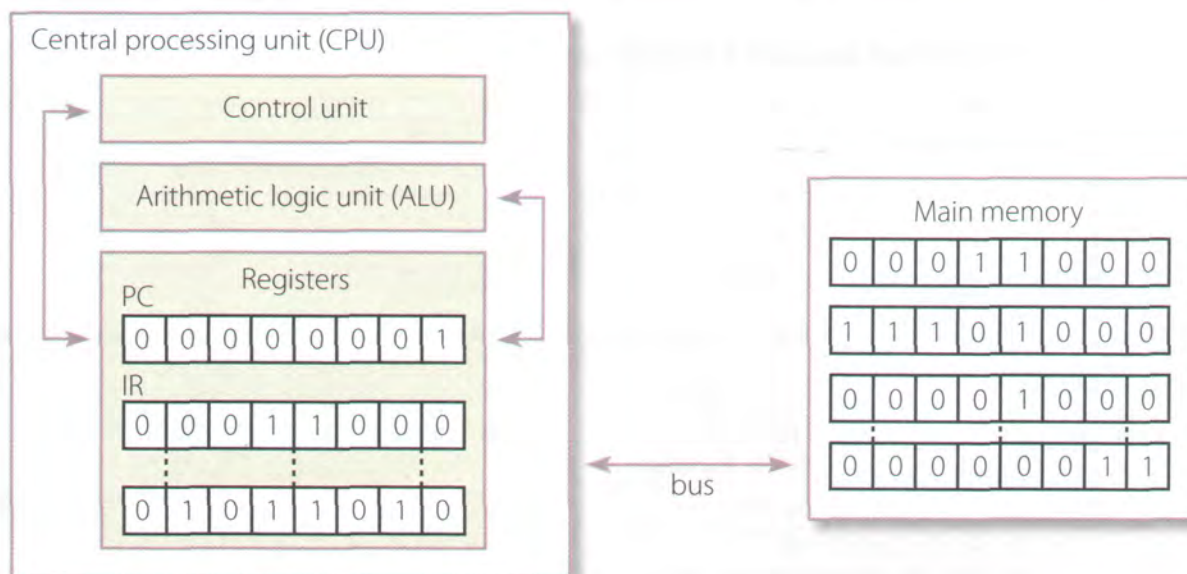 Central processing unit (CPU)
Control unit
Arithmetic logic unit (ALU)
Registers
PC
0 0 0 0 0 0 0 1
IR
0 0 0 1 1 0 0 0
0 1 0 1 1 0 1 0
bus
Main memory
0 0 0 1 1 0 0 0
1 1 1 0 1 0 0 0
0 0 0 0 1 0 0 0
0 0 0 0 0 0 1 1